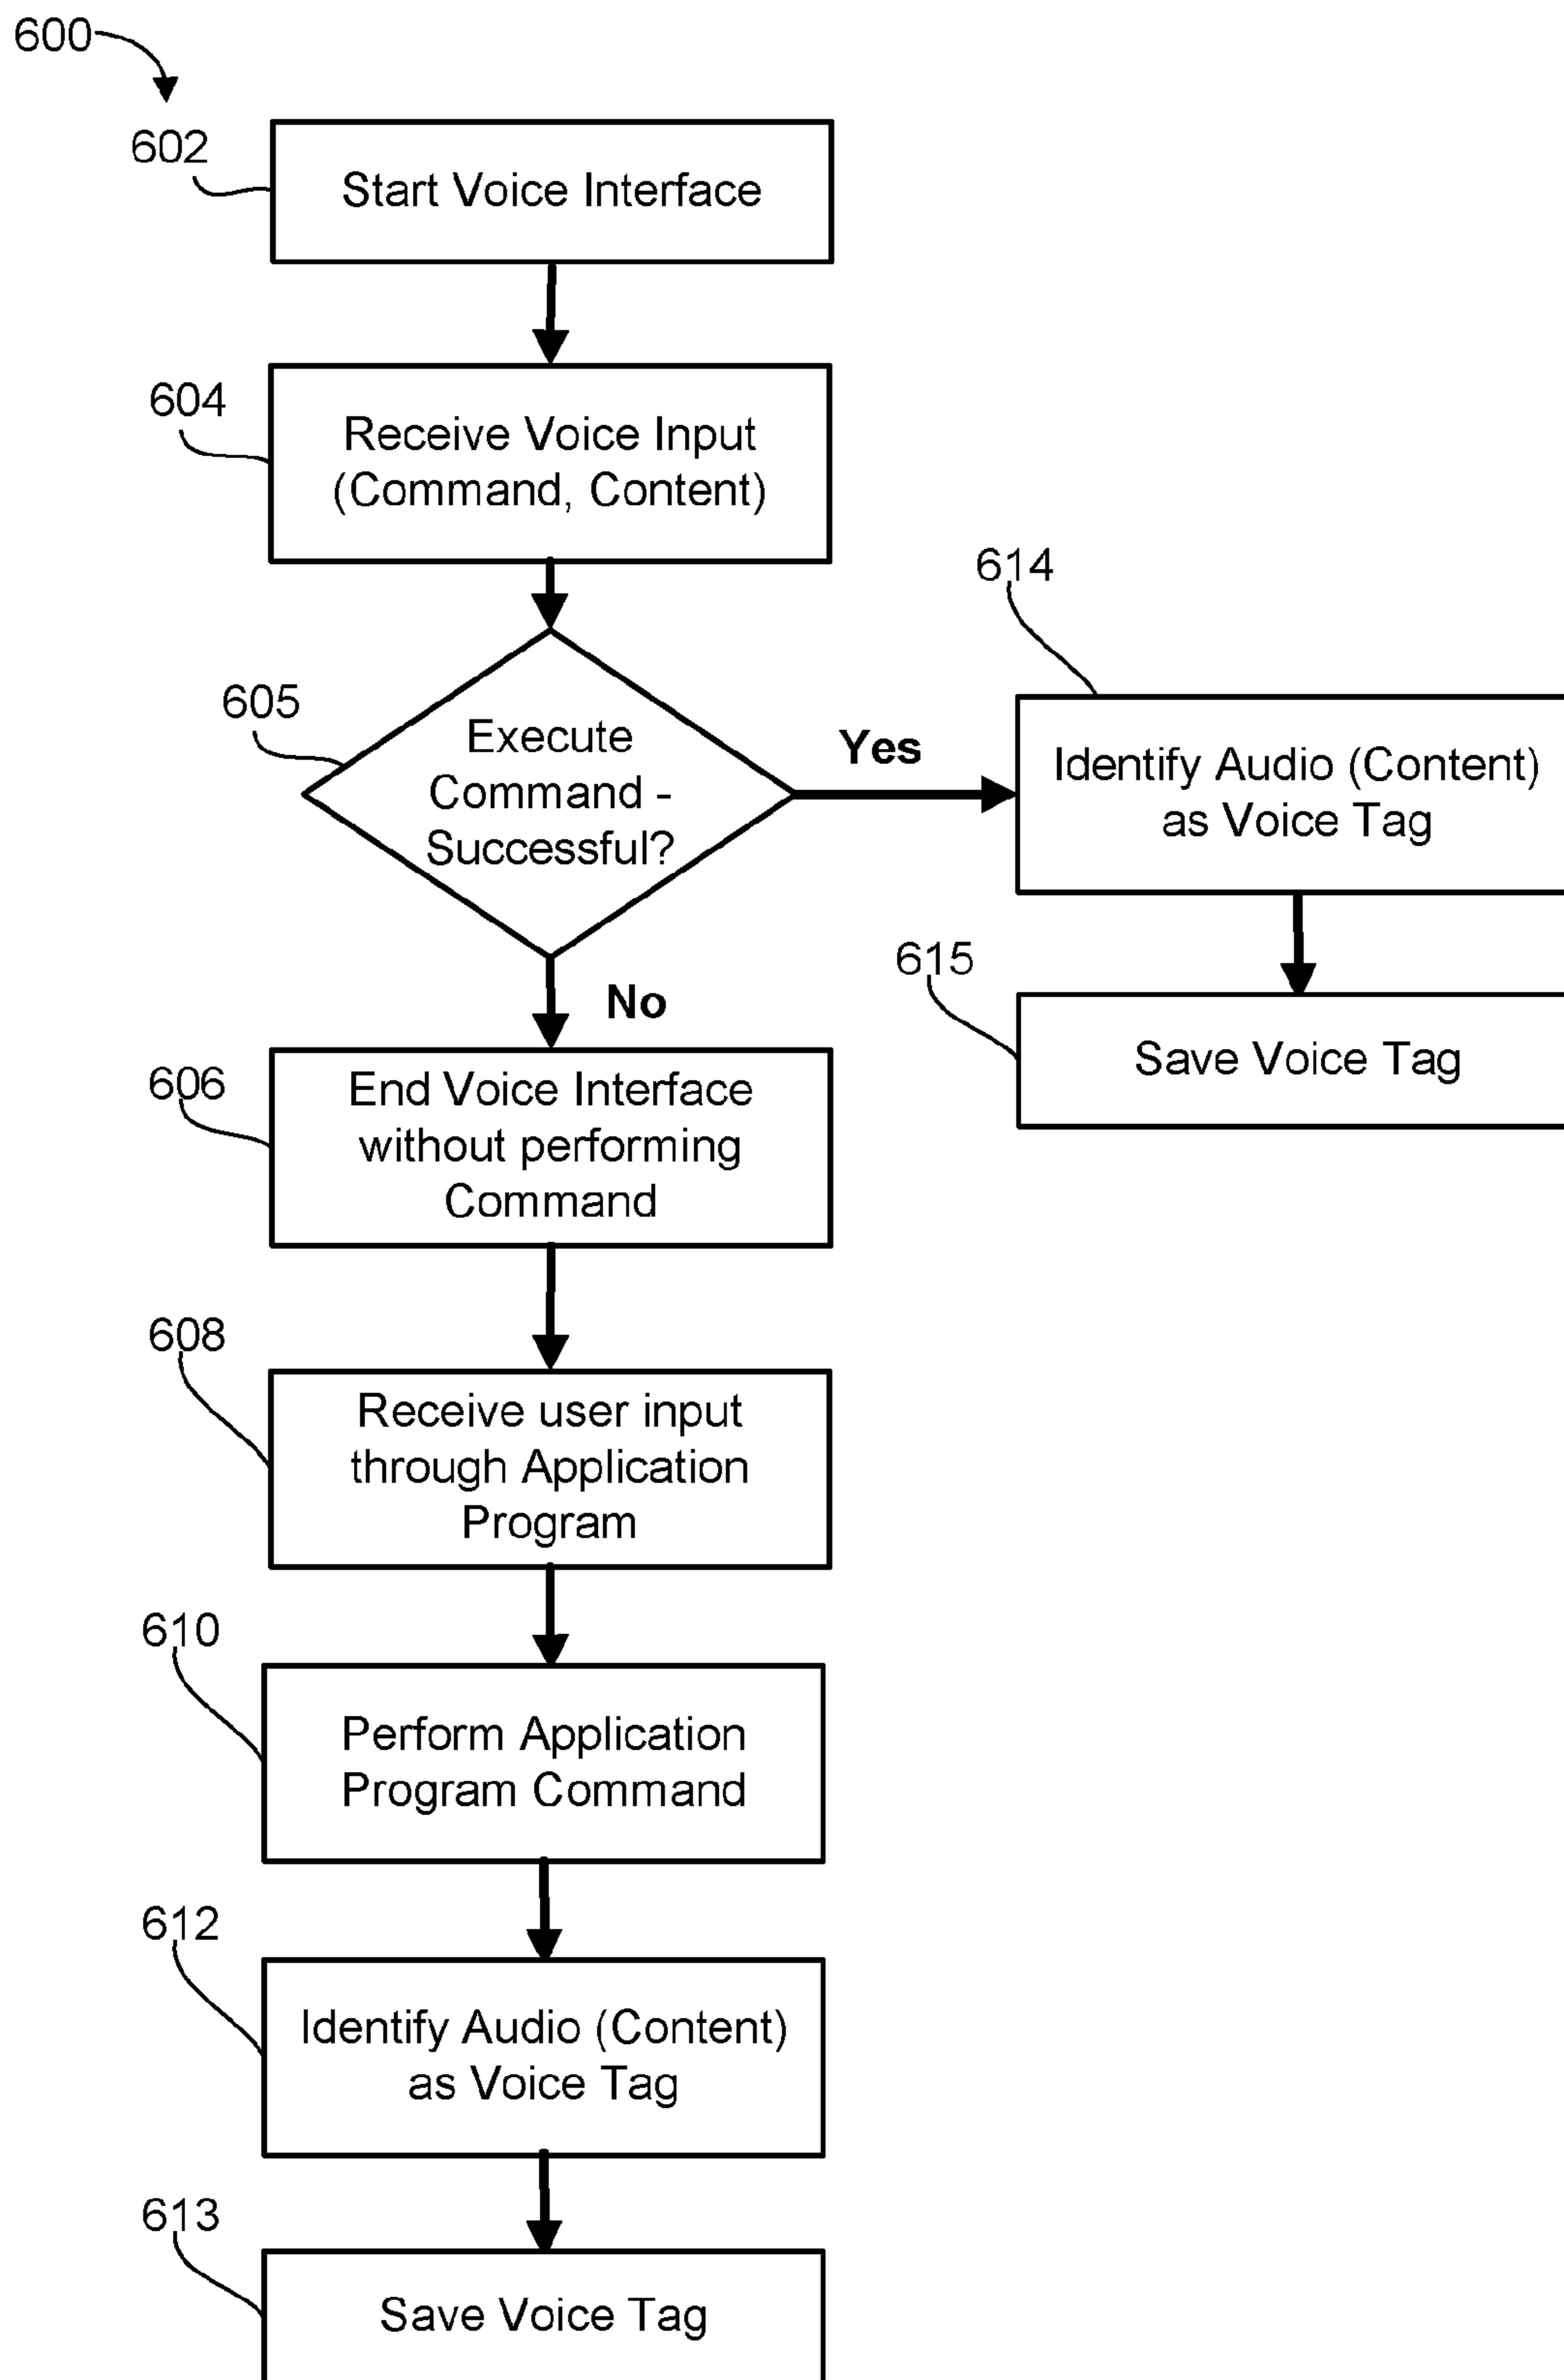 600
602
Start Voice Interface
604
Receive Voice Input
(Command, Content)
605
Execute
Command -
Successful?
Yes
614
Identify Audio (Content)
as Voice Tag
615
Save Voice Tag
No
606
End Voice Interface
without performing
Command
608
Receive user input
through Application
Program
610
Perform Application
Program Command
612
Identify Audio (Content)
as Voice Tag
613
Save Voice Tag